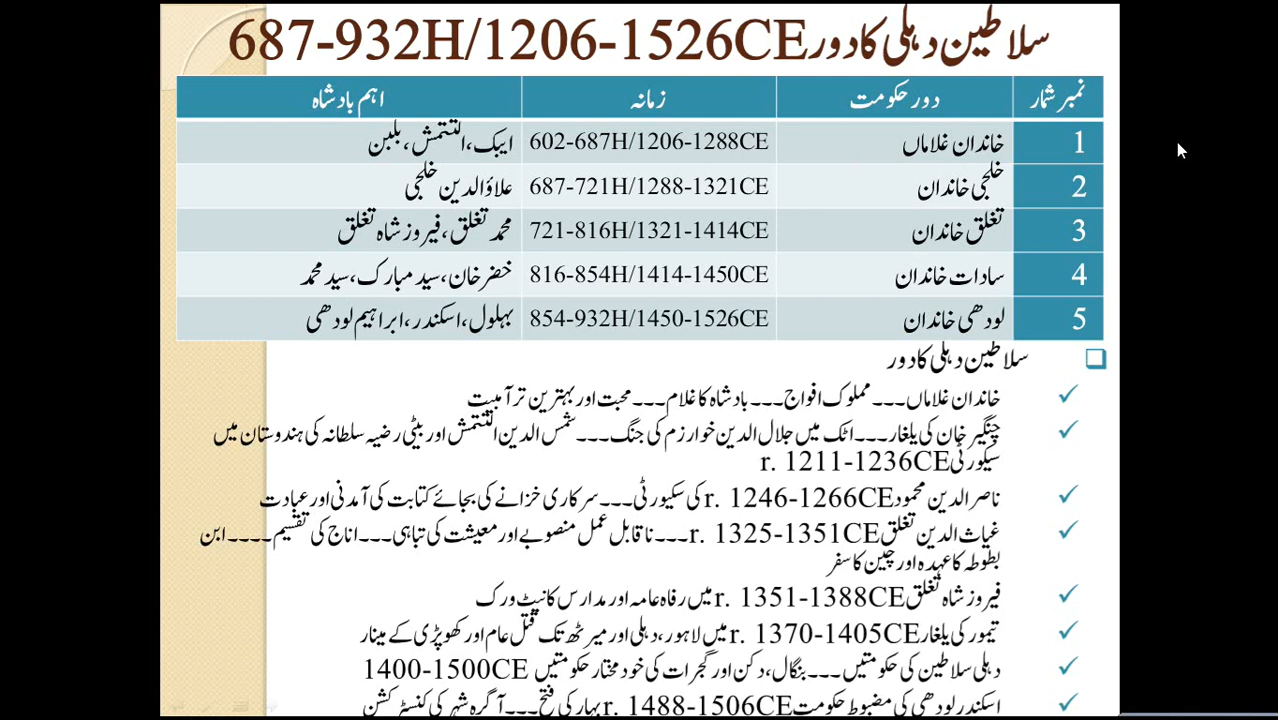 سلاطین دہلی کا دور 687-932H/1206-1526CE
نمبر شمار دور حکومت زمانہ اہم بادشاہ
1 خاندان غلاماں 602-687H/1206-1288CE ایبک، التتمش، بلبن
2 خلجی خاندان 687-721H/1288-1321CE علاؤالدین خلجی
3 تغلق خاندان 721-816H/1321-1414CE محمد تغلق، فیروز شاہ تغلق
4 سادات خاندان 816-854H/1414-1450CE خضر خان، سید مبارک، سید محمد
5 لودھی خاندان 854-932H/1450-1526CE بہلول، اسکندر، ابراہیم لودھی
سلاطین دہلی کا دور
خاندان غلاماں۔۔۔ مملوک افواج۔۔۔ بادشاہ کا غلام۔۔۔ محبت اور بہترین تر آمبیت
چنگیز خان کی یلغار۔۔۔ اٹک میں جلال الدین خوارزم کی جنگ۔۔۔ شمس الدین التتمش اور بیٹی رضیہ سلطانہ کی ہندوستان میں
سیکورٹی r. 1211-1236CE
ناصر الدین محمود r. 1246-1266CE کی سکیورٹی۔۔۔ سرکاری خزانے کی بجائے کتابت کی آمدنی اور عبادت
غیاث الدین تغلق r. 1325-1351CE۔۔۔ ناقابل عمل منصوبے اور معیشت کی تباہی۔۔۔ اناج کی تقسیم۔۔۔۔ ابن
بطوطہ کا عہدہ اور چین کا سفر
فیروز شاہ تغلق r. 1351-1388CE میں رفاہ عامہ اور مدارس کا نیٹ ورک
تیمور کی یلغار r. 1370-1405CE میں لاہور، دہلی اور میرٹھ تک قتل عام اور کھوپڑی کے مینار
دہلی سلاطین کی حکومتیں۔۔۔ بنگال، دکن اور گجرات کی خود مختار حکومتیں 1400-1500CE
اسکندر لودھی کی مضبوط حکومت r. 1488-1506CE بہار کی فتح۔۔۔ آگرہ شہر کی کنسٹرکشن